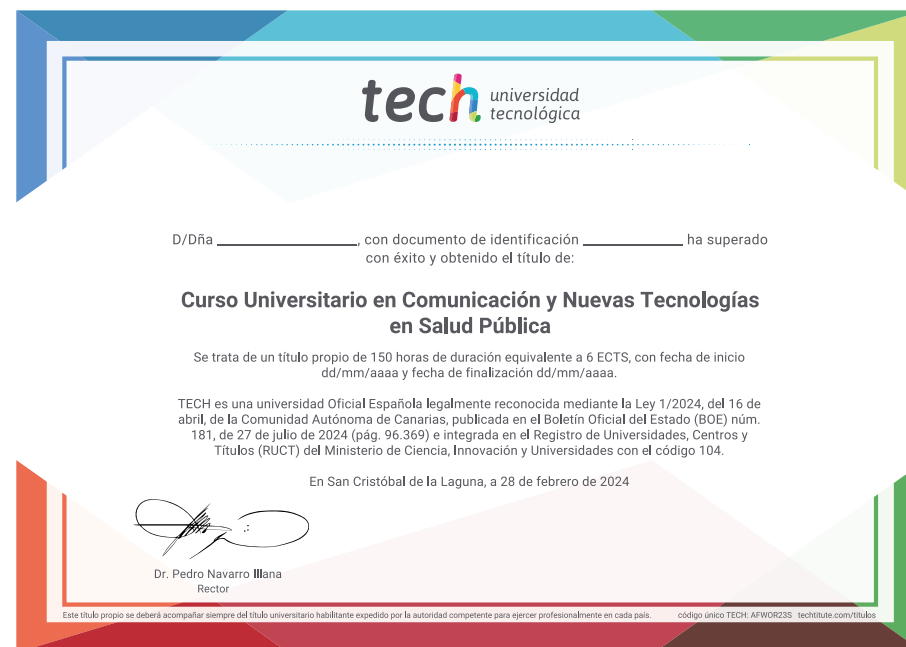 tech universidad
tecnológica
D/Dña ____________________, con documento de identificación ______________ ha superado
con éxito y obtenido el título de:
Curso Universitario en Comunicación y Nuevas Tecnologías
en Salud Pública
Se trata de un título propio de 150 horas de duración equivalente a 6 ECTS, con fecha de inicio
dd/mm/aaaa y fecha de finalización dd/mm/aaaa.
TECH es una universidad Oficial Española legalmente reconocida mediante la Ley 1/2024, del 16 de
abril, de la Comunidad Autónoma de Canarias, publicada en el Boletín Oficial del Estado (BOE) núm.
181, de 27 de julio de 2024 (pág. 96.369) e integrada en el Registro de Universidades, Centros y
Títulos (RUCT) del Ministerio de Ciencia, Innovación y Universidades con el código 104.
En San Cristóbal de la Laguna, a 28 de febrero de 2024
Dr. Pedro Navarro Illana
Rector
Este título propio se deberá acompañar siempre del título universitario habilitante expedido por la autoridad competente para ejercer profesionalmente en cada país. código único TECH: AFWOR23S techtitute.com/titulos